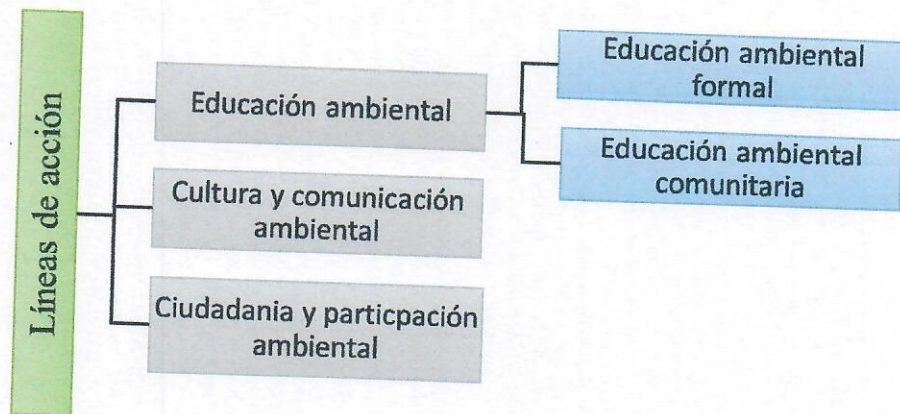 Líneas de acción
Educación ambiental
Cultura y comunicación
ambiental
Ciudadania y particpación
ambiental
Educación ambiental
formal
Educación ambiental
comunitaria